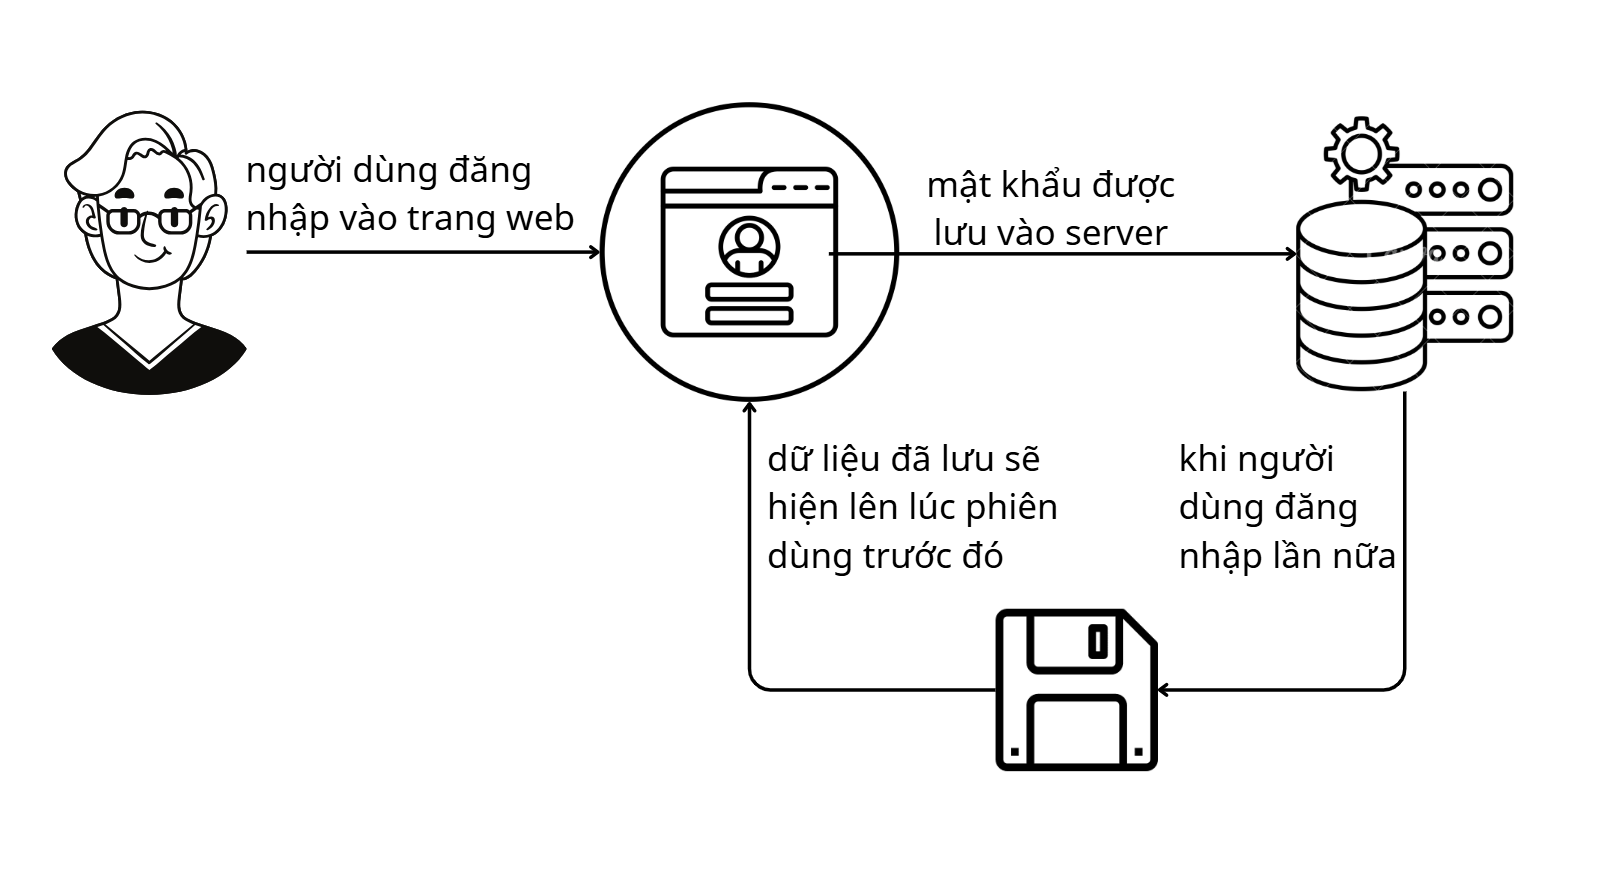 người dùng đăng
nhập vào trang web
mật khẩu được
lưu vào server
dữ liệu đã lưu sẽ
hiện lên lúc phiên
dùng trước đó
khi người
dùng đăng
nhập lần nữa